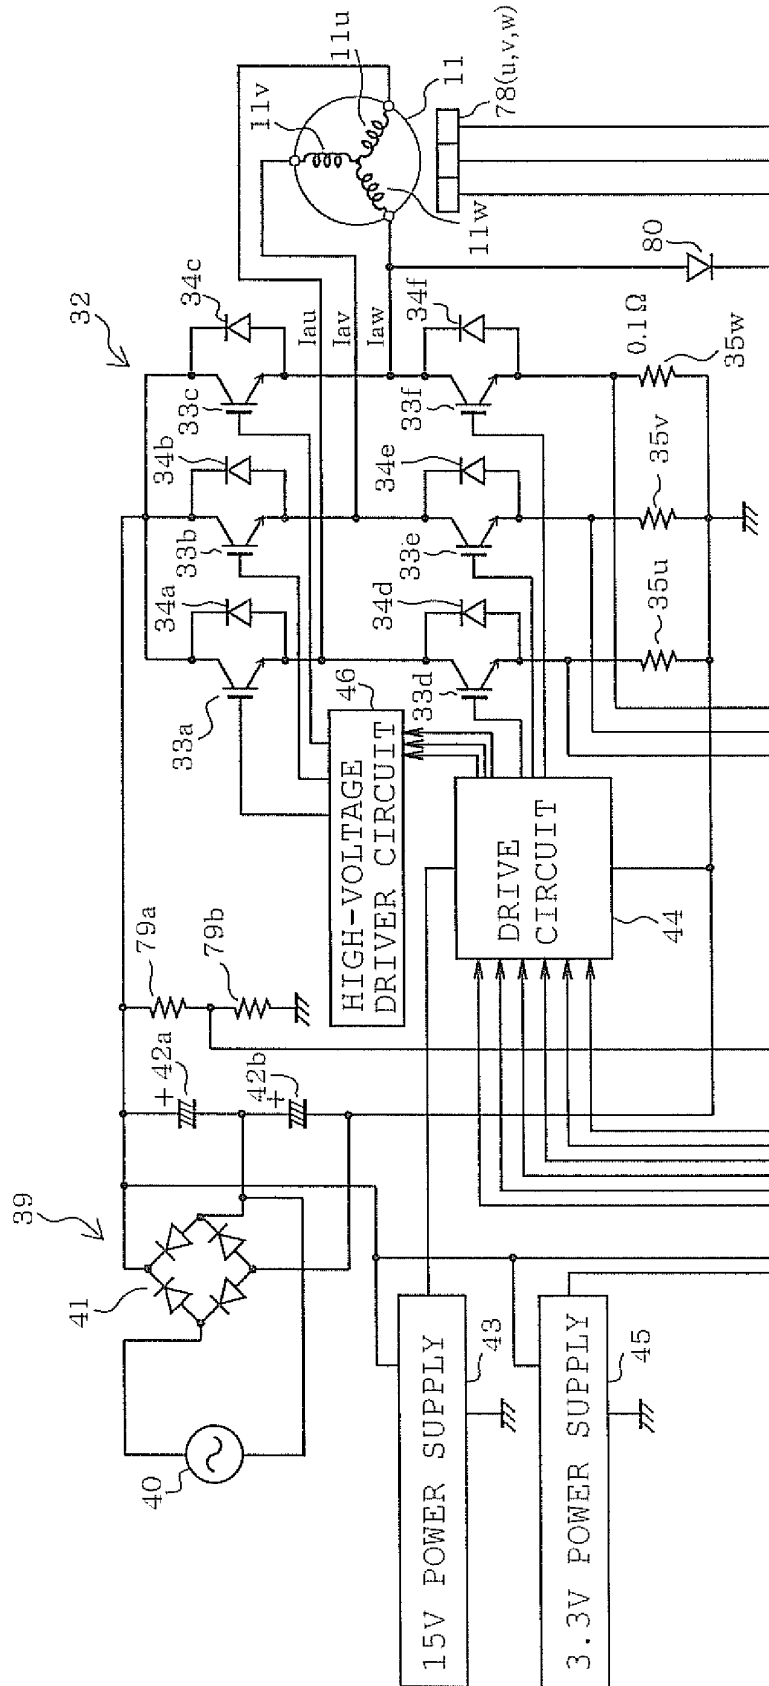 39
40
41
+
42a
+
42b
79a
79b
32
33a
34a
33b
34b
33c
34c
Iau
Iav
Iaw
11v
11u
11
11w
78(u,v,w)
80
HIGH-VOLTAGE
DRIVER CIRCUIT
46
33d
34d
33e
34e
33f
34f
0.1Ω
35u
35v
35w
DRIVE
CIRCUIT
44
15V POWER SUPPLY
43
3.3V POWER SUPPLY
45